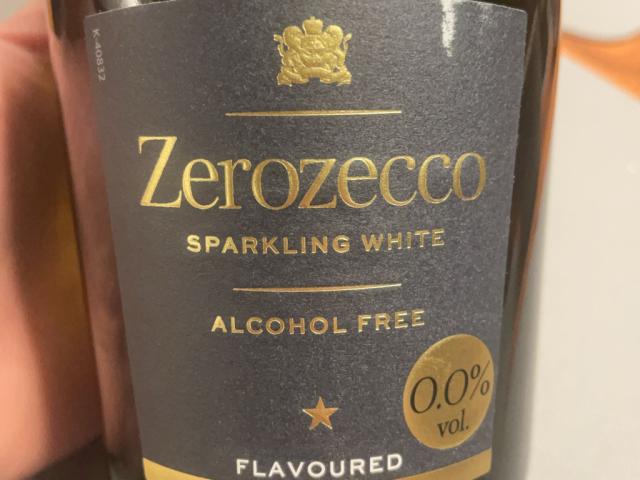 K-40832
Zerozecco
SPARKLING WHITE
ALCOHOL FREE
0.0%
vol.
FLAVOURED